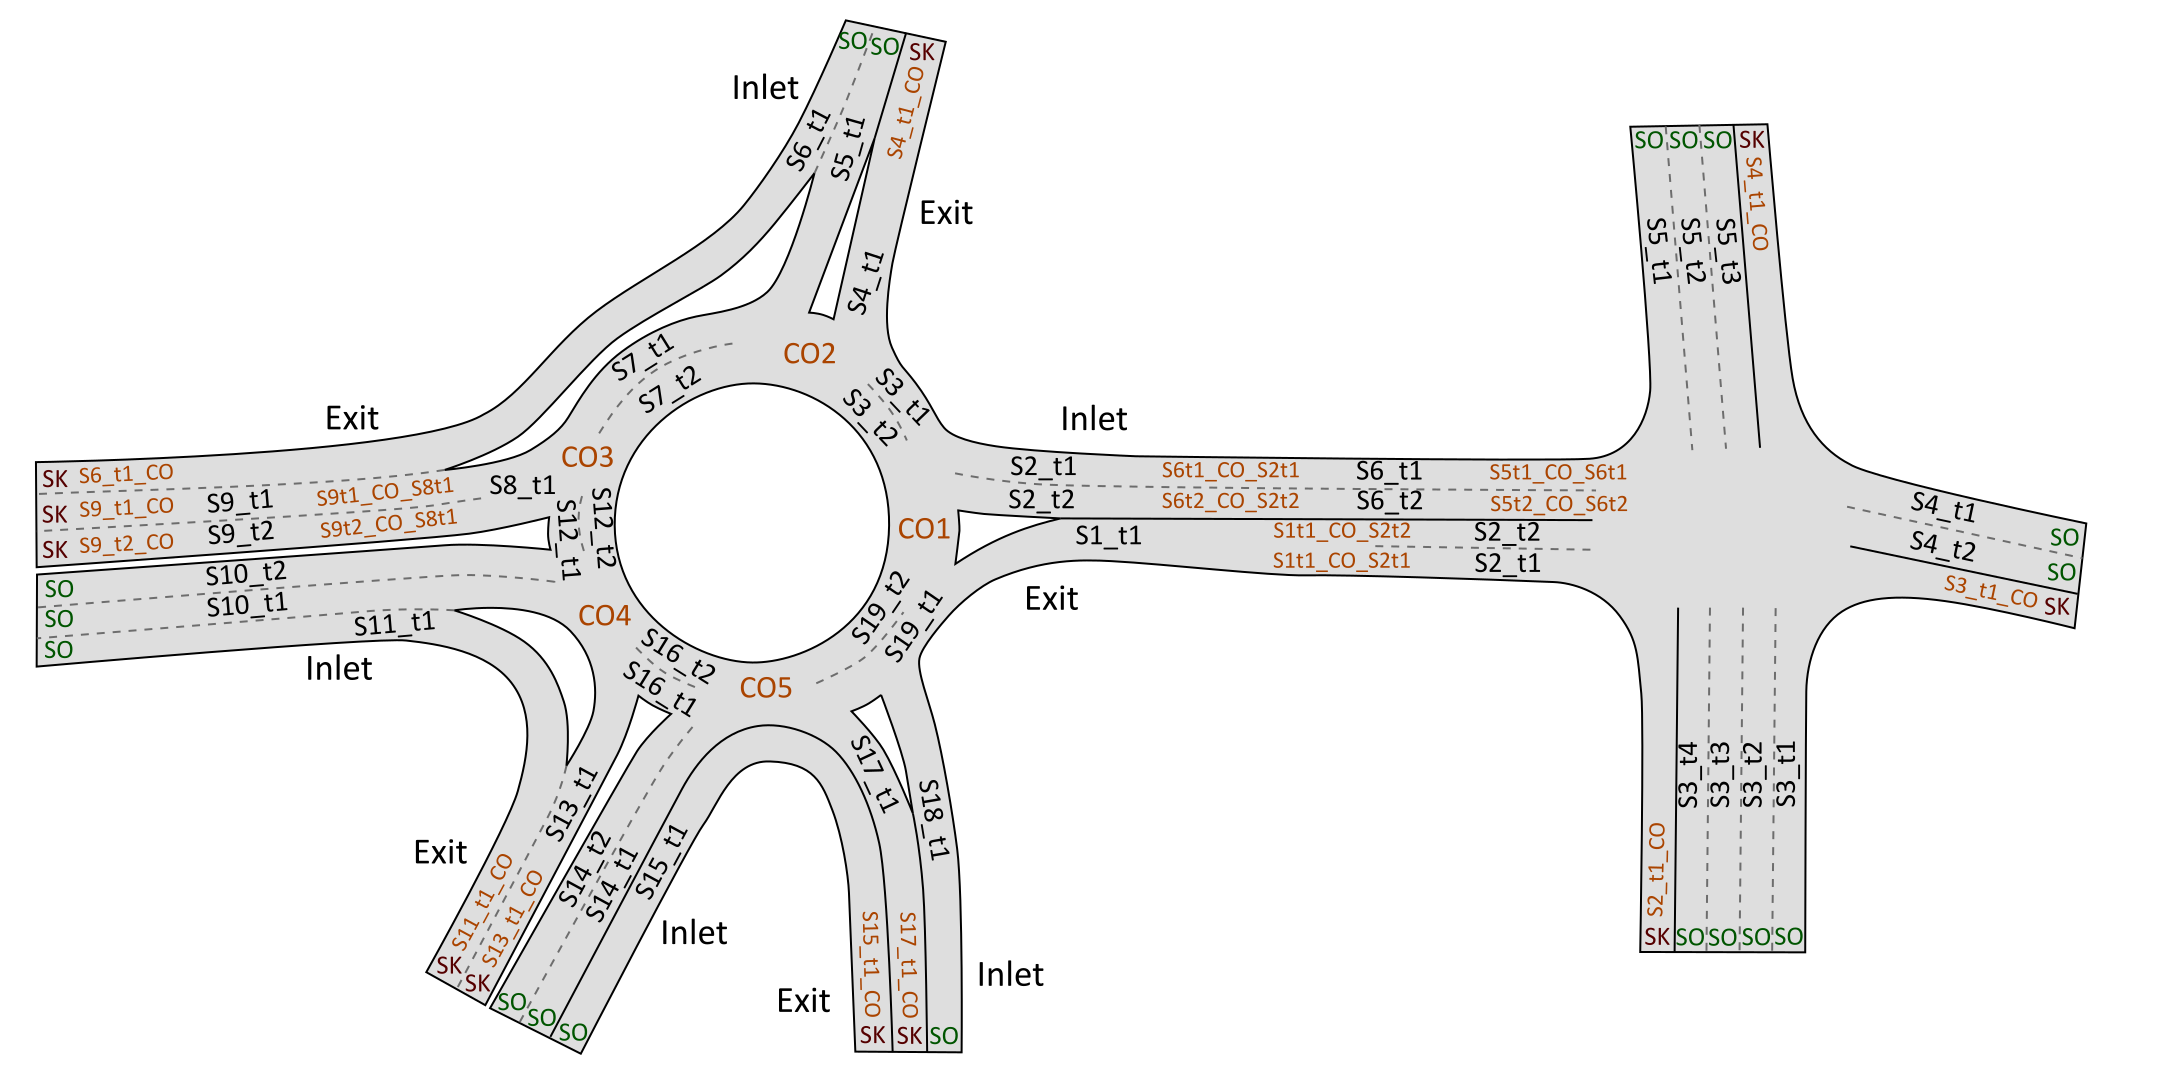 SO SO SK
Inlet
S4_t1_CO
S6_t1
S5_t1
Exit
S4_t1
CO2
S7_t1
S7_t2
S3_t1
S3_t2
Exit
SK S6_t1_CO
SK S9_t1_CO
SK S9_t2_CO
S9_t1
S9_t2
S9t1_CO_S8t1
S9t2_CO_S8t1
S8_t1
CO3
S12_t1
S12_t2
SO
SO
SO
S10_t2
S10_t1
S11_t1
Inlet
CO4
S16_t2
S16_t1
CO5
CO1
S19_t2
S19_t1
Inlet
S2_t1 S6t1_CO_S2t1 S6_t1 S5t1_CO_S6t1
S2_t2 S6t2_CO_S2t2 S6_t2 S5t2_CO_S6t2
S1_t1 S1t1_CO_S2t2 S2_t2
S1t1_CO_S2t1 S2_t1
Exit
S13_t1
Exit
S11_t1_CO
S13_t1_CO
SK
SK
S14_t2
S14_t1
S15_t1
Inlet
SO
SO
SO
S17_t1
S18_t1
S15_t1_CO
S17_t1_CO
Exit
Inlet
SK SK SO
SO SO SO SK
S4_t1_CO
S5_t1
S5_t2
S5_t3
S4_t1
S4_t2
SO
SO
S3_t1_CO SK
S3_t4
S3_t3
S3_t2
S3_t1
S2_t1_CO
SK SO SO SO SO